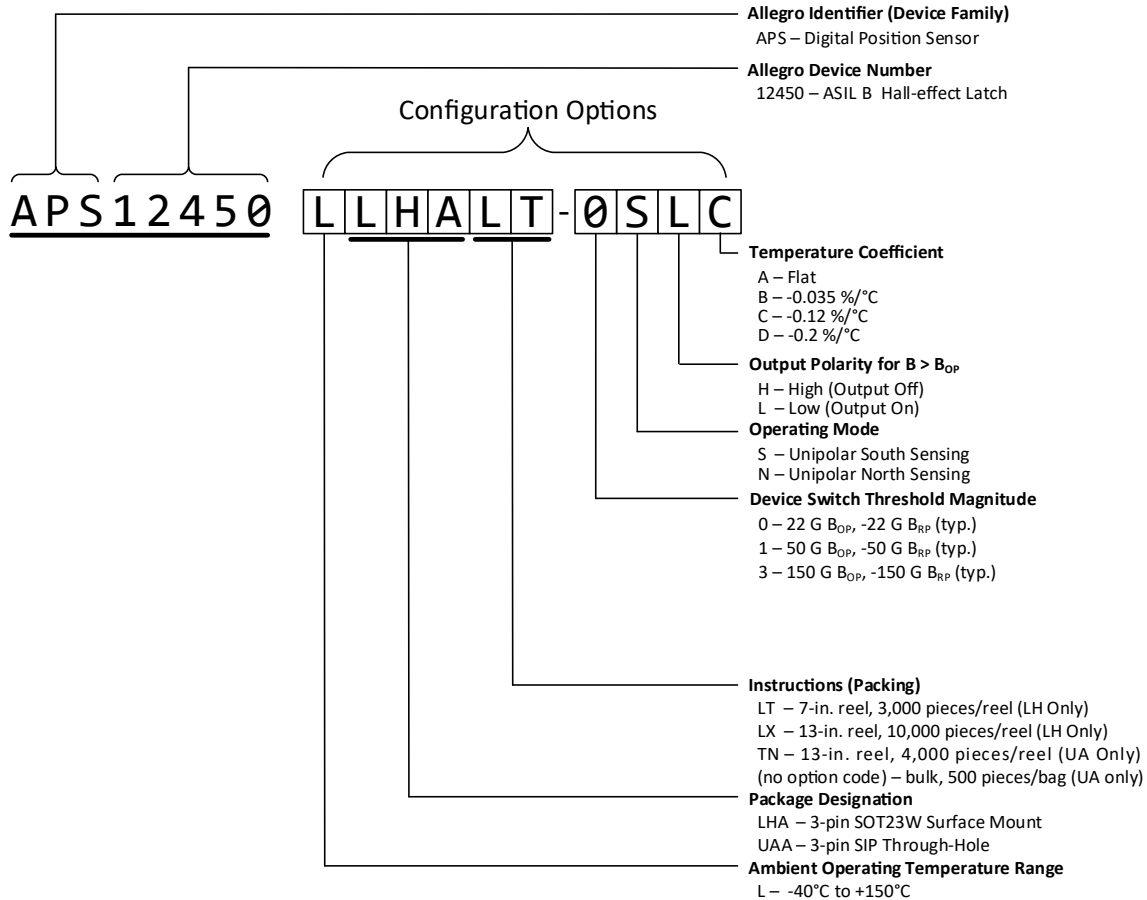 Allegro Identifier (Device Family)
APS – Digital Position Sensor
Allegro Device Number
12450 – ASIL B Hall-effect Latch
Configuration Options
APS12450 LLHALT-0SLC
Temperature Coefficient
A – Flat
B – -0.035 %/°C
C – -0.12 %/°C
D – -0.2 %/°C
Output Polarity for B > BOP
H – High (Output Off)
L – Low (Output On)
Operating Mode
S – Unipolar South Sensing
N – Unipolar North Sensing
Device Switch Threshold Magnitude
0 – 22 G BOP, -22 G BRP (typ.)
1 – 50 G BOP, -50 G BRP (typ.)
3 – 150 G BOP, -150 G BRP (typ.)
Instructions (Packing)
LT – 7-in. reel, 3,000 pieces/reel (LH Only)
LX – 13-in. reel, 10,000 pieces/reel (LH Only)
TN – 13-in. reel, 4,000 pieces/reel (UA Only)
(no option code) – bulk, 500 pieces/bag (UA only)
Package Designation
LHA – 3-pin SOT23W Surface Mount
UAA – 3-pin SIP Through-Hole
Ambient Operating Temperature Range
L – -40°C to +150°C